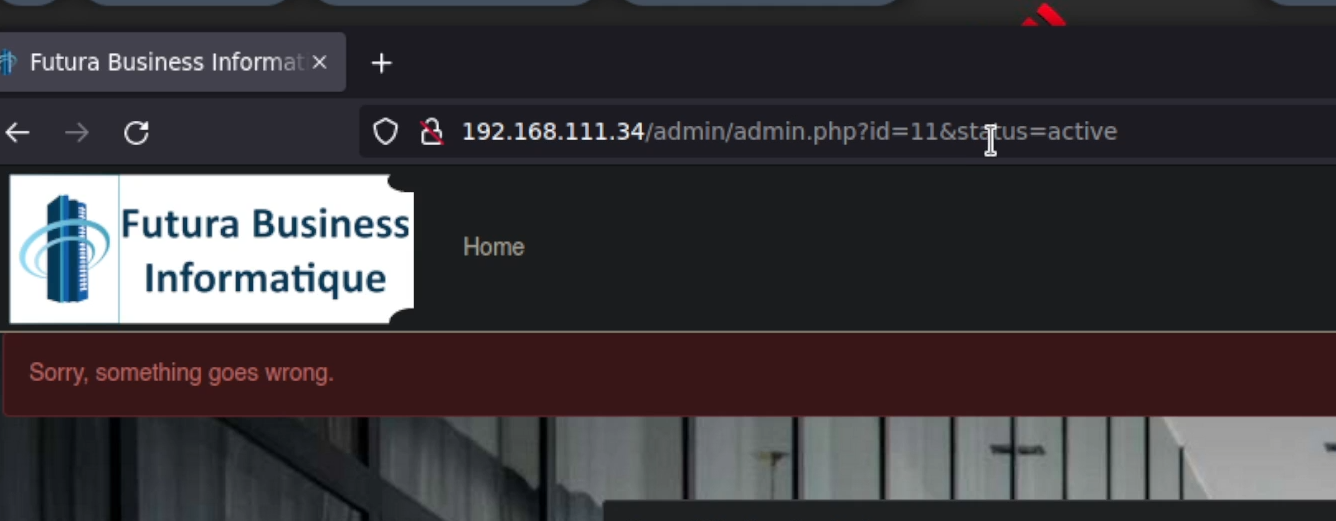 Futura Business Informat
192.168.111.34/admin/admin.php?id=11&status=active
Futura Business
Informatique
Home
Sorry, something goes wrong.